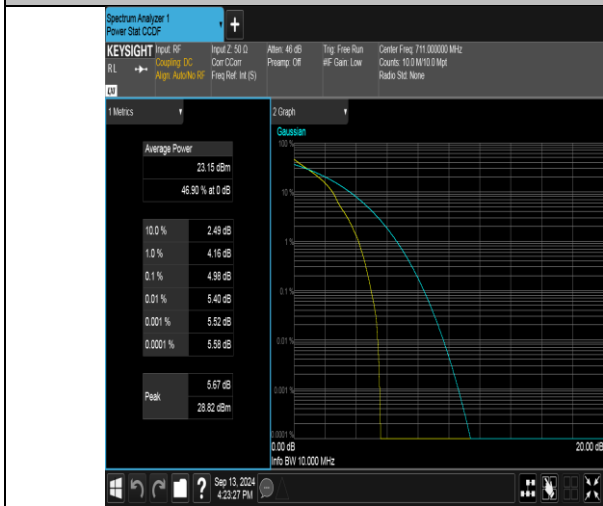 Spectrum Analyzer 1
Power Stat CCDF
KEYSIGHT
RL
Input: RF
Coupling: DC
Align: Auto/No RF
Input Z: 50 Ω
Corr CCorr
Freq Ref: Int (S)
Atten: 46 dB
Preamp: Off
Trig: Free Run
#IF Gain: Low
Center Freq: 711.000000 MHz
Counts: 10.0 M/10.0 Mpt
Radio Std: None
1 Metrics
Average Power
23.15 dBm
46.90 % at 0 dB
10.0 % 2.49 dB
1.0 % 4.16 dB
0.1 % 4.98 dB
0.01 % 5.40 dB
0.001 % 5.52 dB
0.0001 % 5.58 dB
Peak
5.67 dB
28.82 dBm
2 Graph
Gaussian
100 %
10 %
1 %
0.1 %
0.01 %
0.001 %
0.0001 %
0.00 dB 20.00 dB
Info BW 10.000 MHz
?
Sep 13, 2024
4:23:27 PM